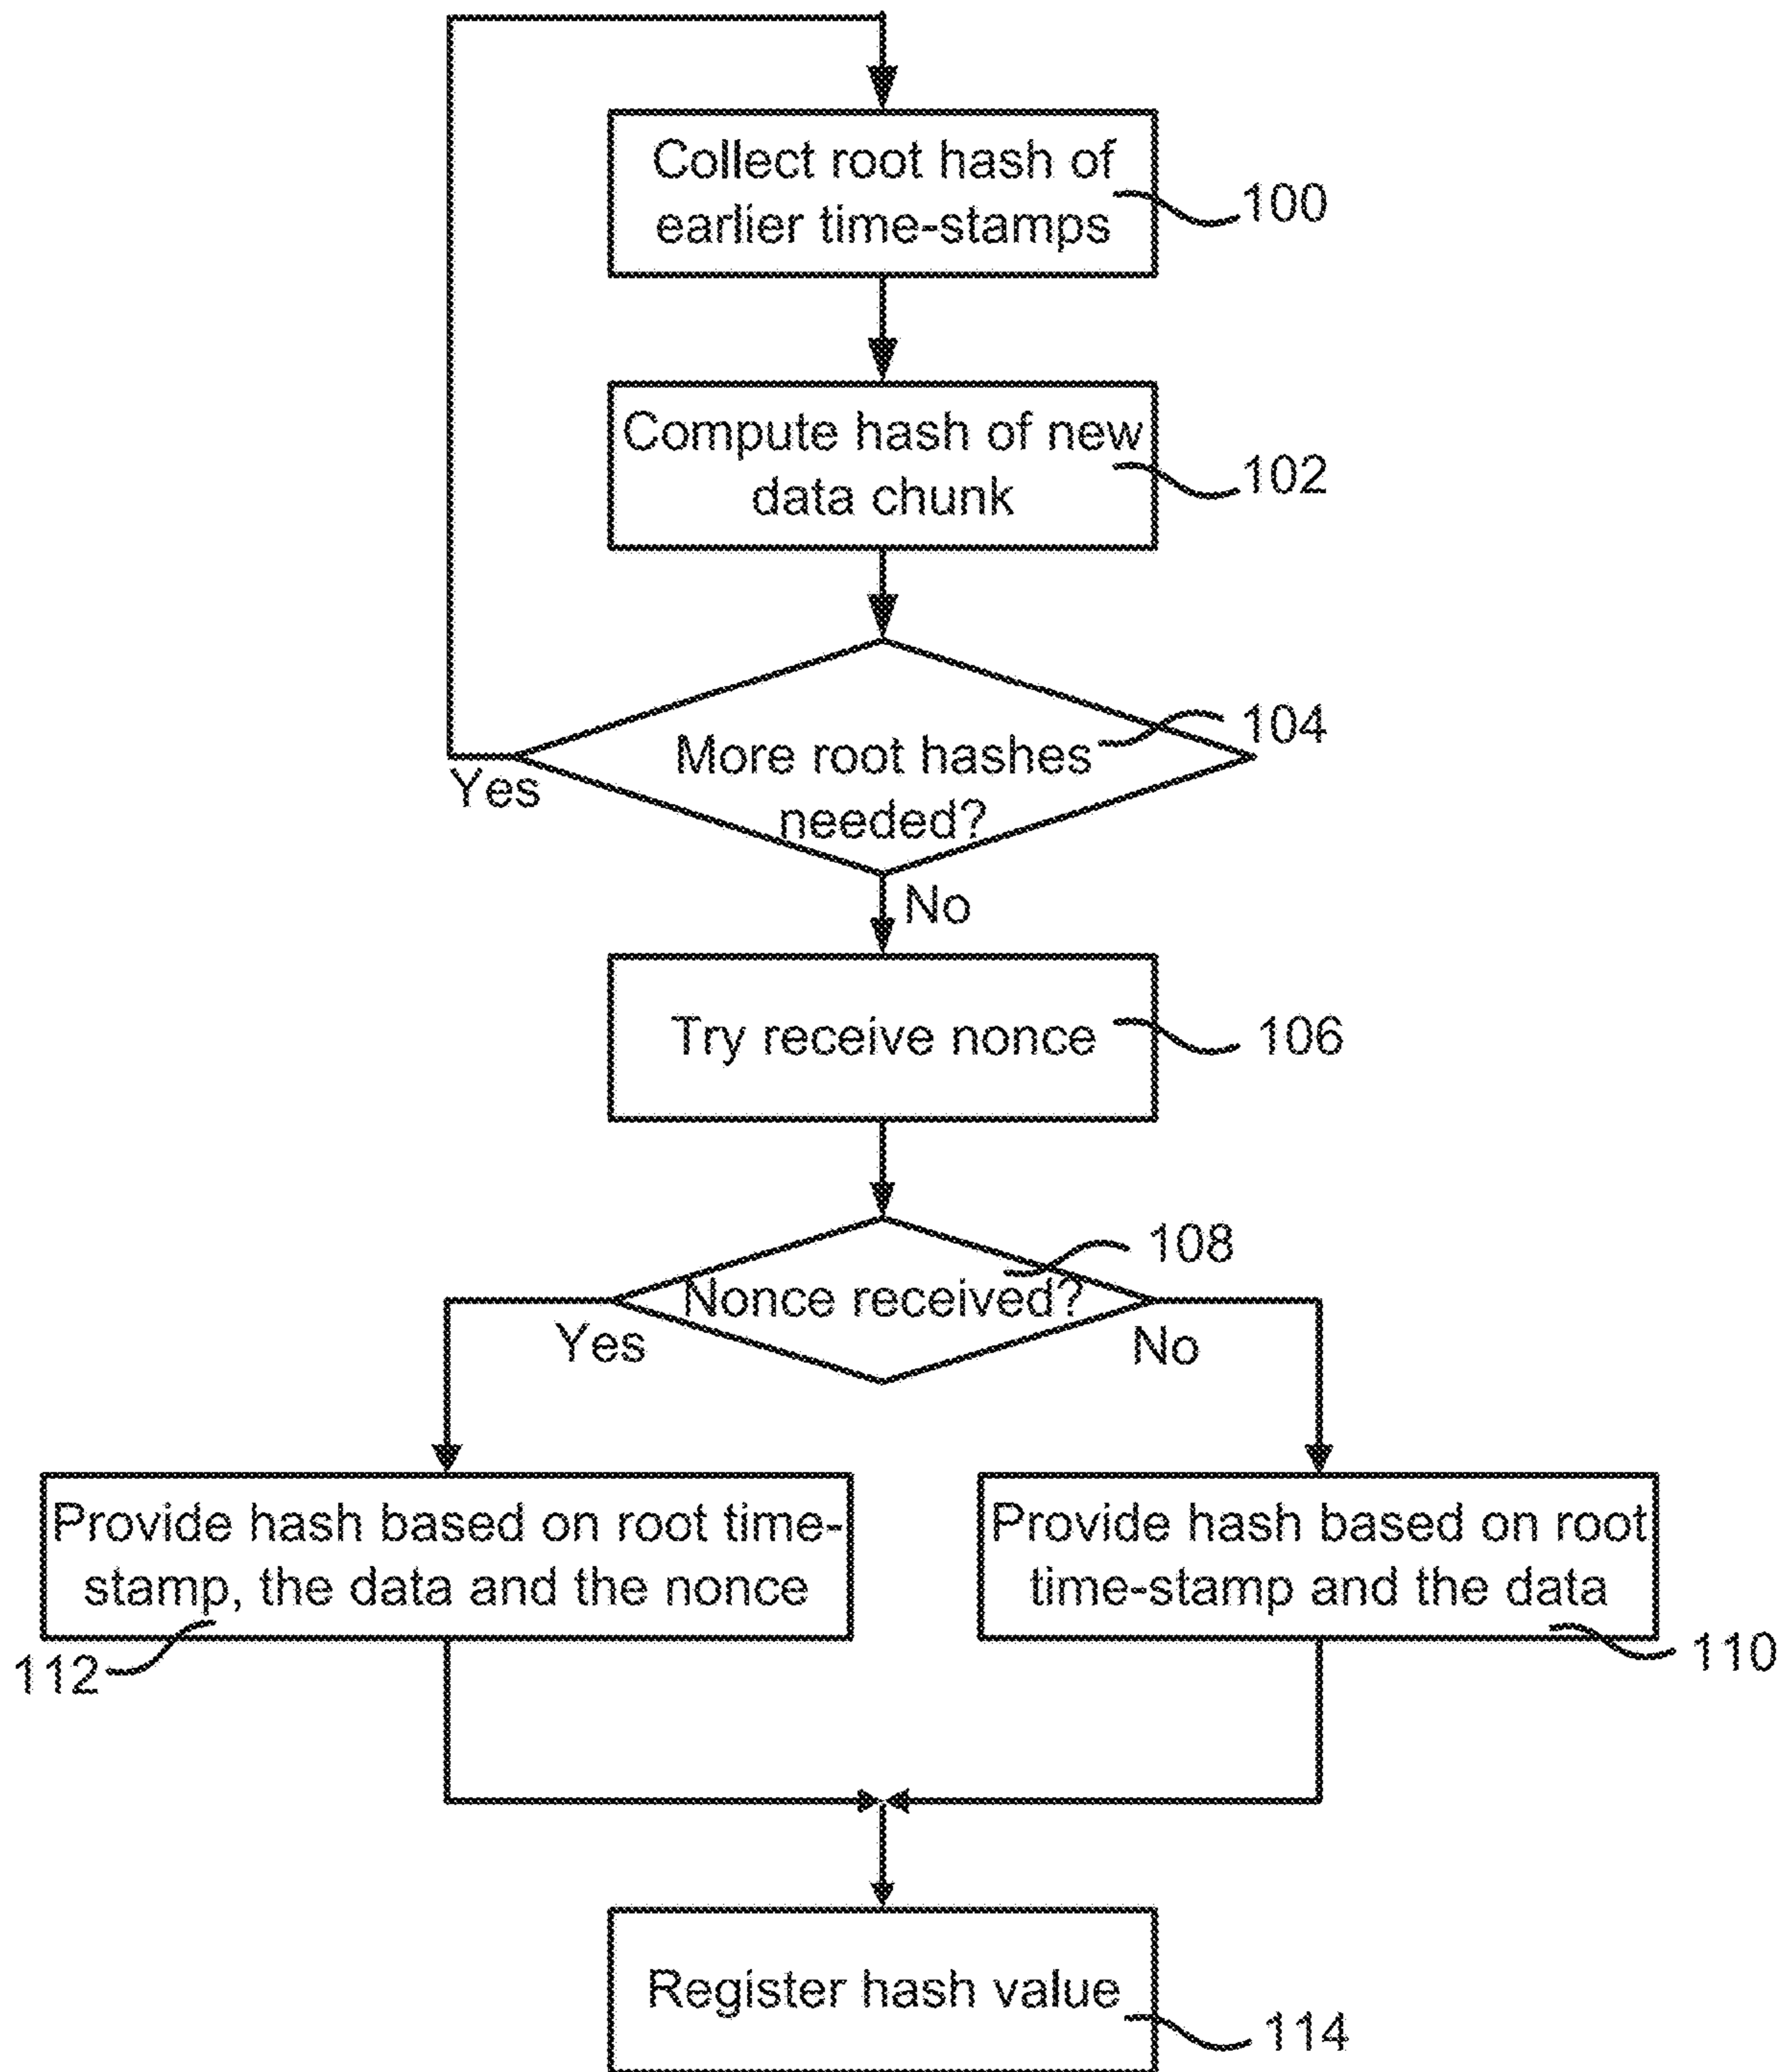 Collect root hash of
earlier time-stamps
100
Compute hash of new
data chunk
102
104
More root hashes
needed?
Yes
No
Try receive nonce
106
108
Nonce received?
Yes
No
Provide hash based on root time-
stamp, the data and the nonce
112
Provide hash based on root
time-stamp and the data
110
Register hash value
114